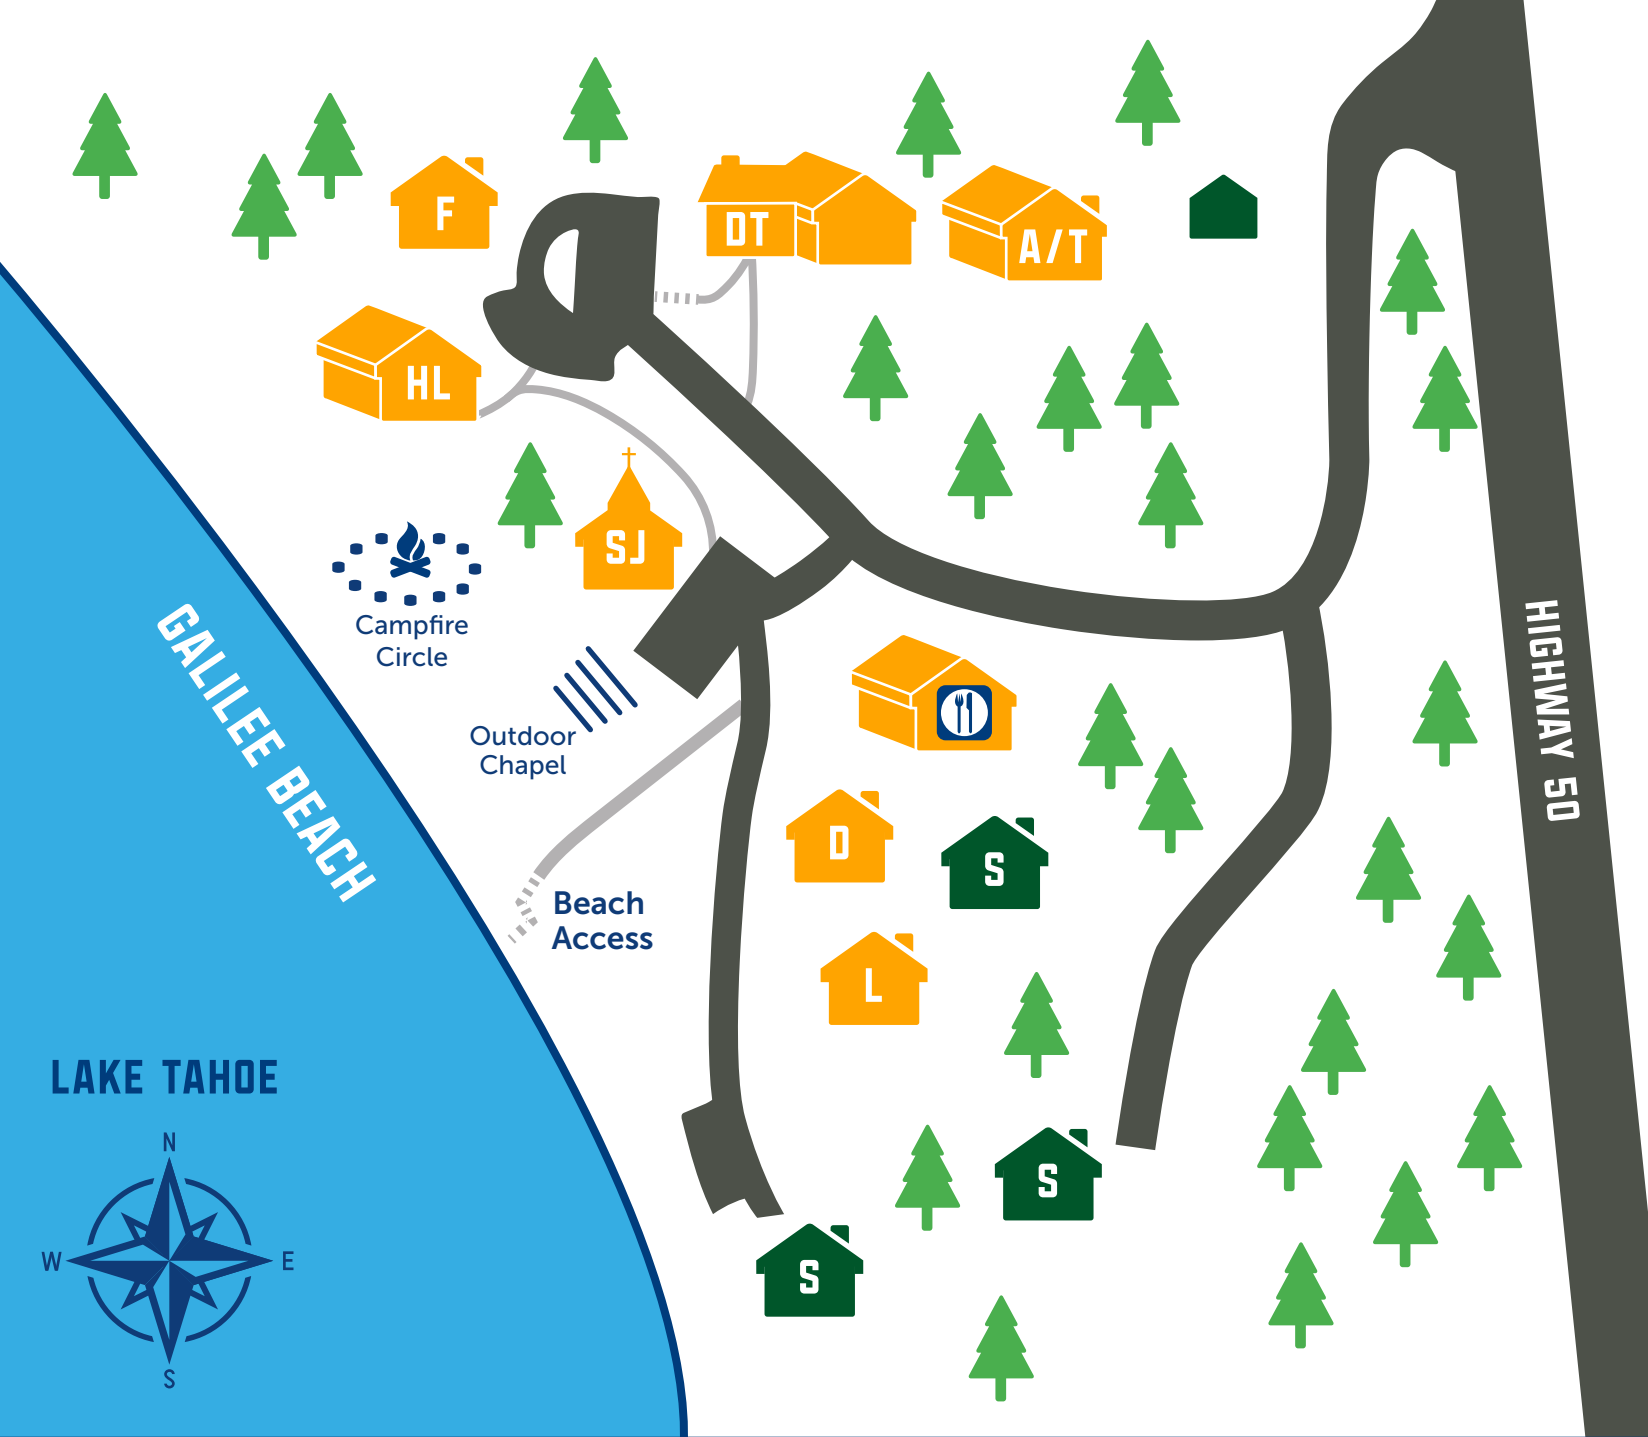 F
DT
A/T
HL
SJ
Campfire
Circle
GALILEE BEACH
HIGHWAY 50
Outdoor
Chapel
D
S
Beach
Access
L
LAKE TAHOE
N
W
E
S
S
S